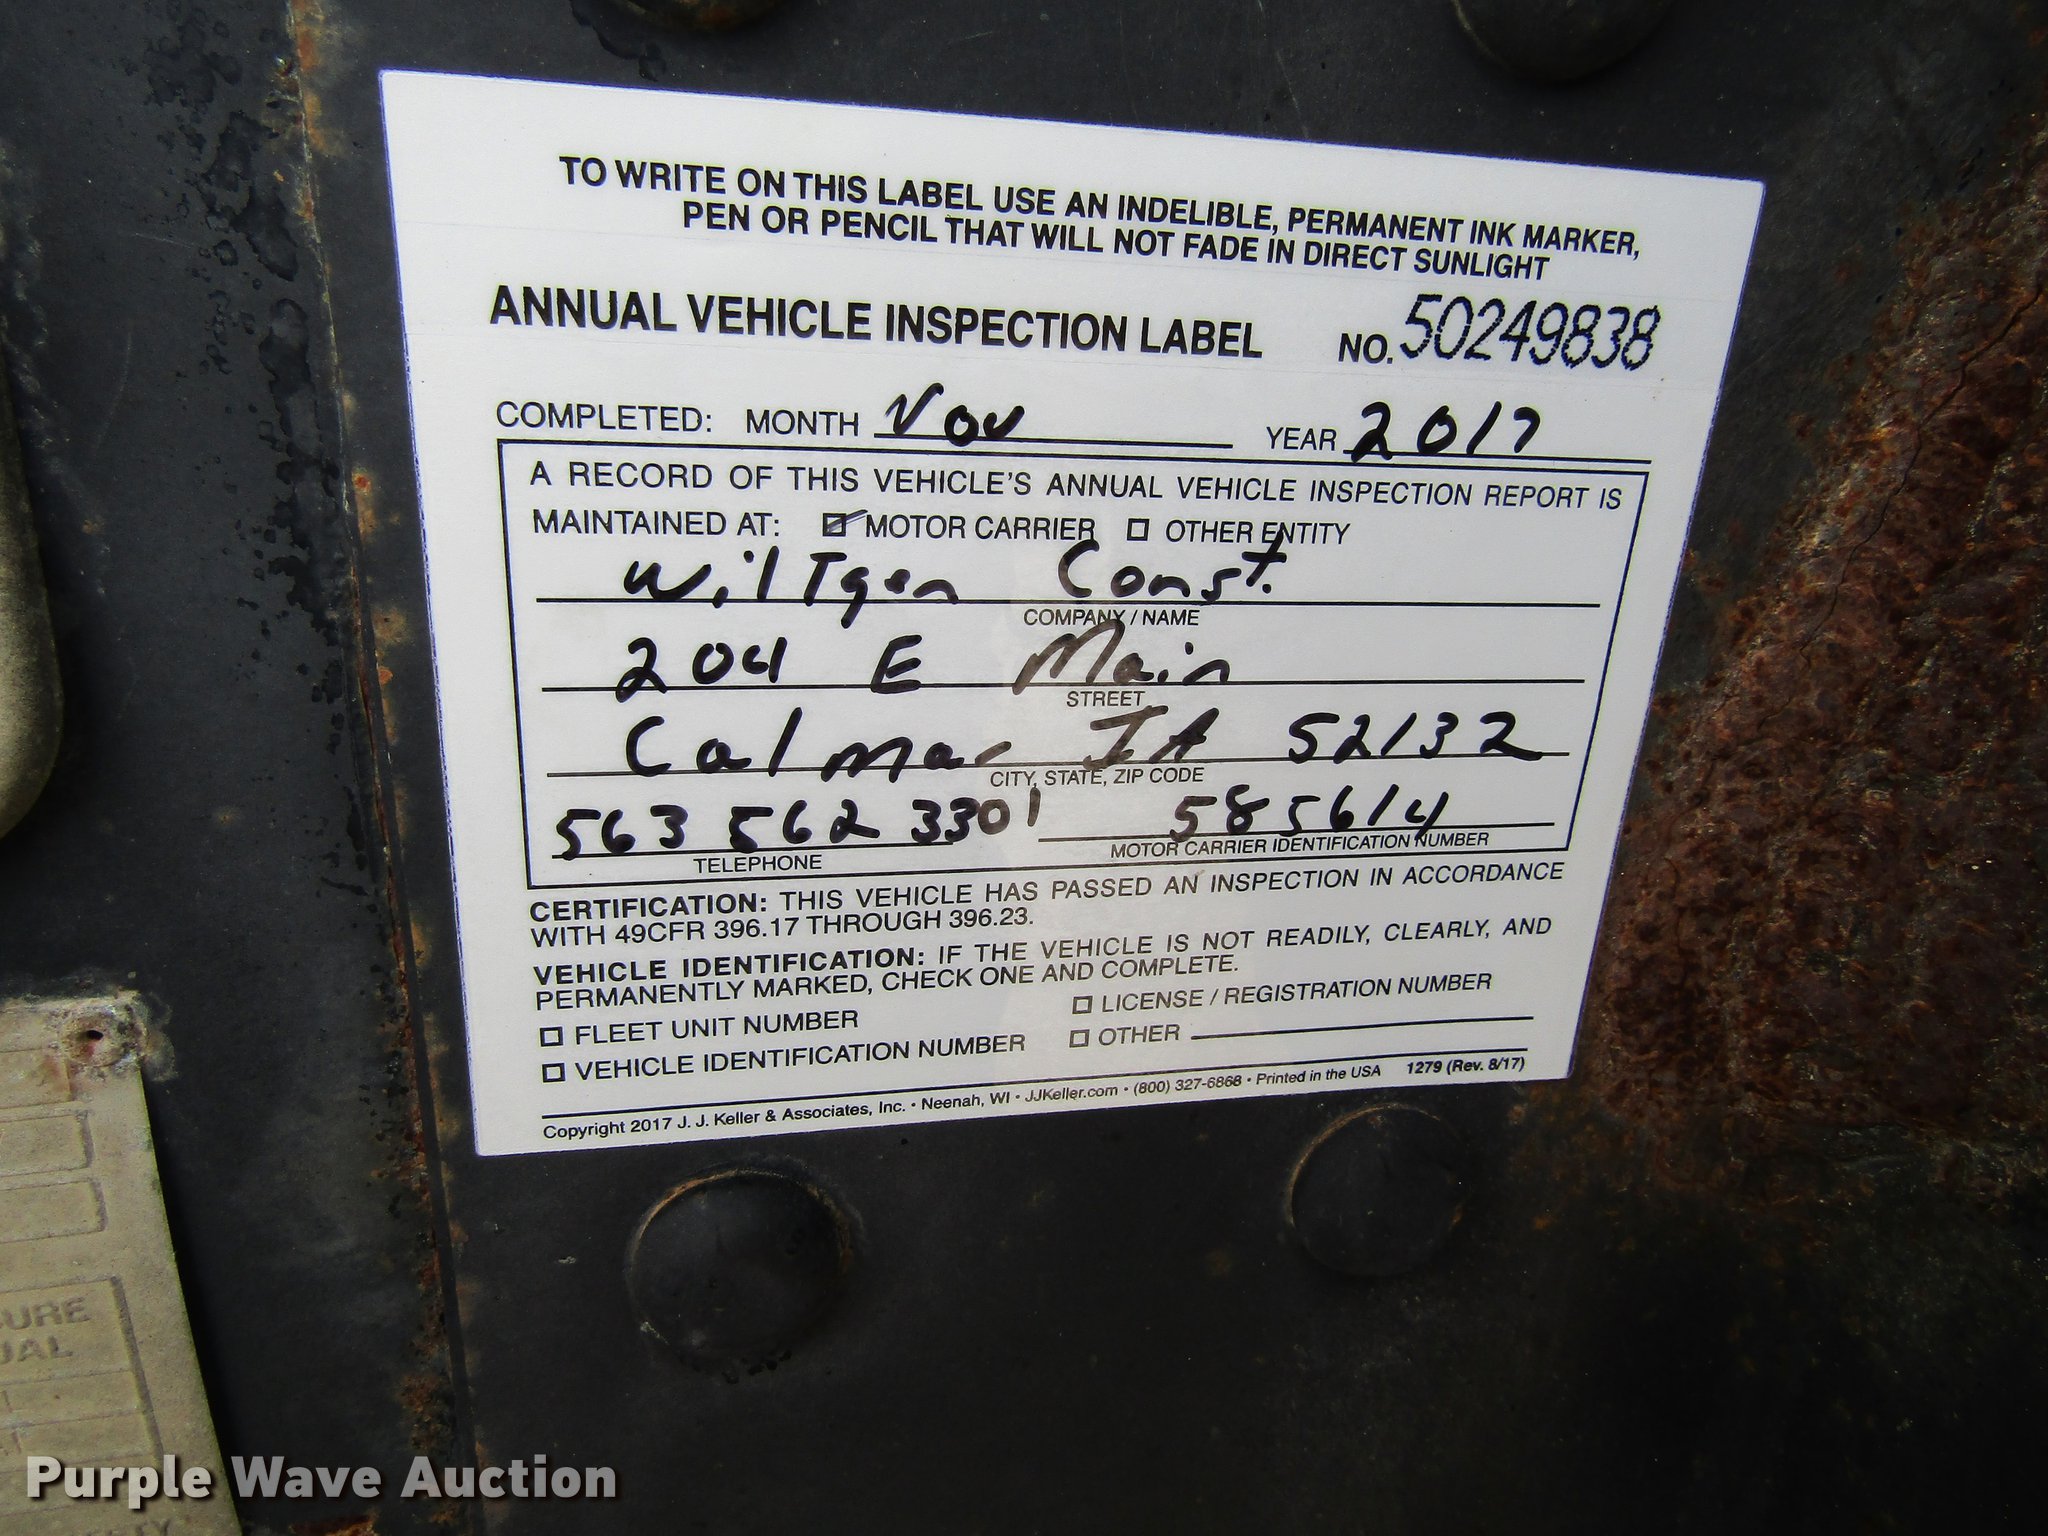 TO WRITE ON THIS LABEL USE AN INDELIBLE, PERMANENT INK MARKER,
PEN OR PENCIL THAT WILL NOT FADE IN DIRECT SUNLIGHT
ANNUAL VEHICLE INSPECTION LABEL NO. 50249838
COMPLETED: MONTH Nov YEAR 2017
A RECORD OF THIS VEHICLE'S ANNUAL VEHICLE INSPECTION REPORT IS
MAINTAINED AT: MOTOR CARRIER OTHER ENTITY
Wiltgen Const.
COMPANY / NAME
204 E Main
STREET
Calmar IA 52132
CITY, STATE, ZIP CODE
563 562 3301 585614
TELEPHONE MOTOR CARRIER IDENTIFICATION NUMBER
CERTIFICATION: THIS VEHICLE HAS PASSED AN INSPECTION IN ACCORDANCE
WITH 49CFR 396.17 THROUGH 396.23.
VEHICLE IDENTIFICATION: IF THE VEHICLE IS NOT READILY, CLEARLY, AND
PERMANENTLY MARKED, CHECK ONE AND COMPLETE.
FLEET UNIT NUMBER LICENSE / REGISTRATION NUMBER
VEHICLE IDENTIFICATION NUMBER OTHER
Copyright 2017 J. J. Keller & Associates, Inc. • Neenah, WI • JJKeller.com • (800) 327-6868 • Printed in the USA 1279 (Rev. 8/17)
Purple Wave Auction